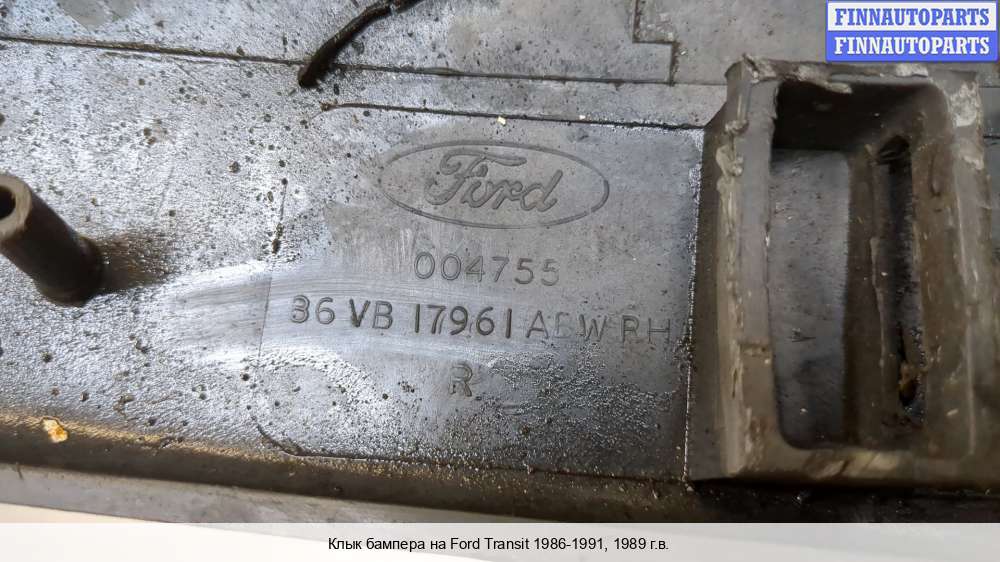 FINNAUTOPARTS
FINNAUTOPARTS
Ford
004755
86 VB 17961 ABW RH
R
Клык бампера на Ford Transit 1986-1991, 1989 г.в.